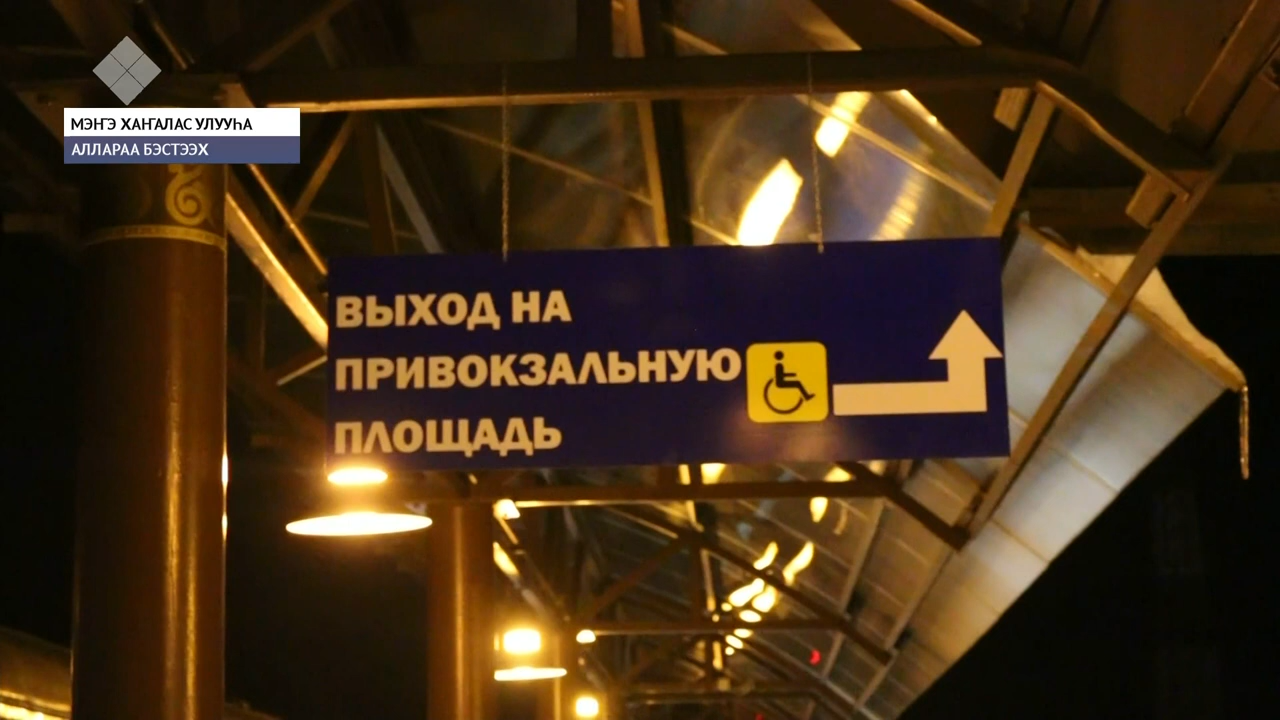 МЭҤЭ ХАҤАЛАС УЛУУҺА
АЛЛАРАА БЭСТЭЭХ
ВЫХОД НА
ПРИВОКЗАЛЬНУЮ
ПЛОЩАДЬ